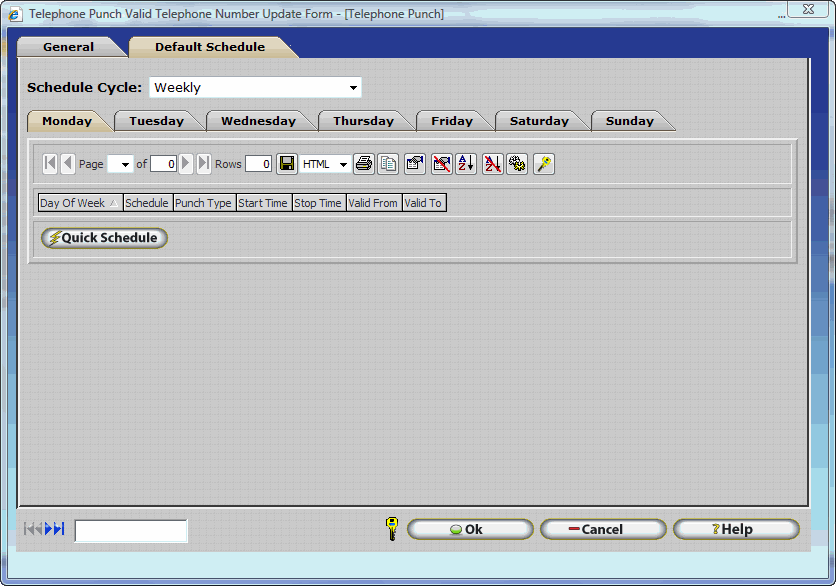 Telephone Punch Valid Telephone Number Update Form - [Telephone Punch]
General Default Schedule
Schedule Cycle: Weekly
Monday Tuesday Wednesday Thursday Friday Saturday Sunday
Page of 0 Rows 0 HTML
Day Of Week Schedule Punch Type Start Time Stop Time Valid From Valid To
Quick Schedule
Ok Cancel ?Help